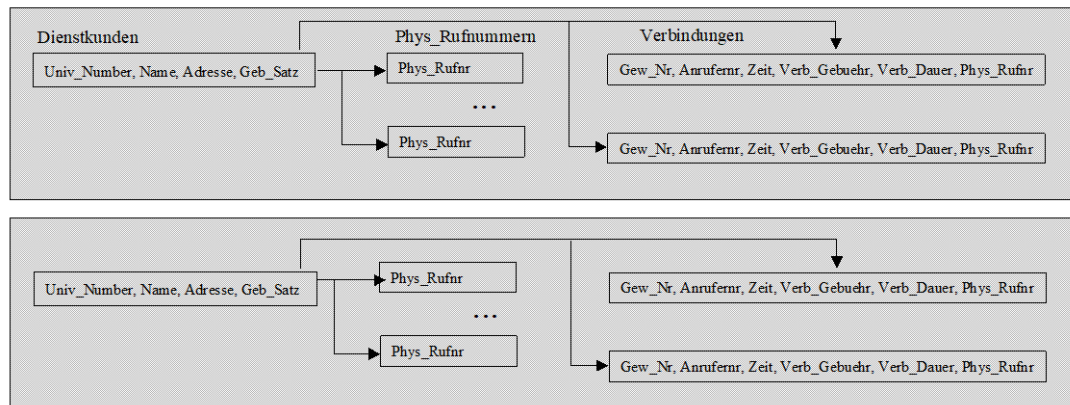 Dienstkunden Phys_Rufnummern Verbindungen
Univ_Number, Name, Adresse, Geb_Satz Phys_Rufnr Gew_Nr, Anrufernr, Zeit, Verb_Gebuehr, Verb_Dauer, Phys_Rufnr
...
Phys_Rufnr Gew_Nr, Anrufernr, Zeit, Verb_Gebuehr, Verb_Dauer, Phys_Rufnr
Univ_Number, Name, Adresse, Geb_Satz Phys_Rufnr Gew_Nr, Anrufernr, Zeit, Verb_Gebuehr, Verb_Dauer, Phys_Rufnr
...
Phys_Rufnr Gew_Nr, Anrufernr, Zeit, Verb_Gebuehr, Verb_Dauer, Phys_Rufnr